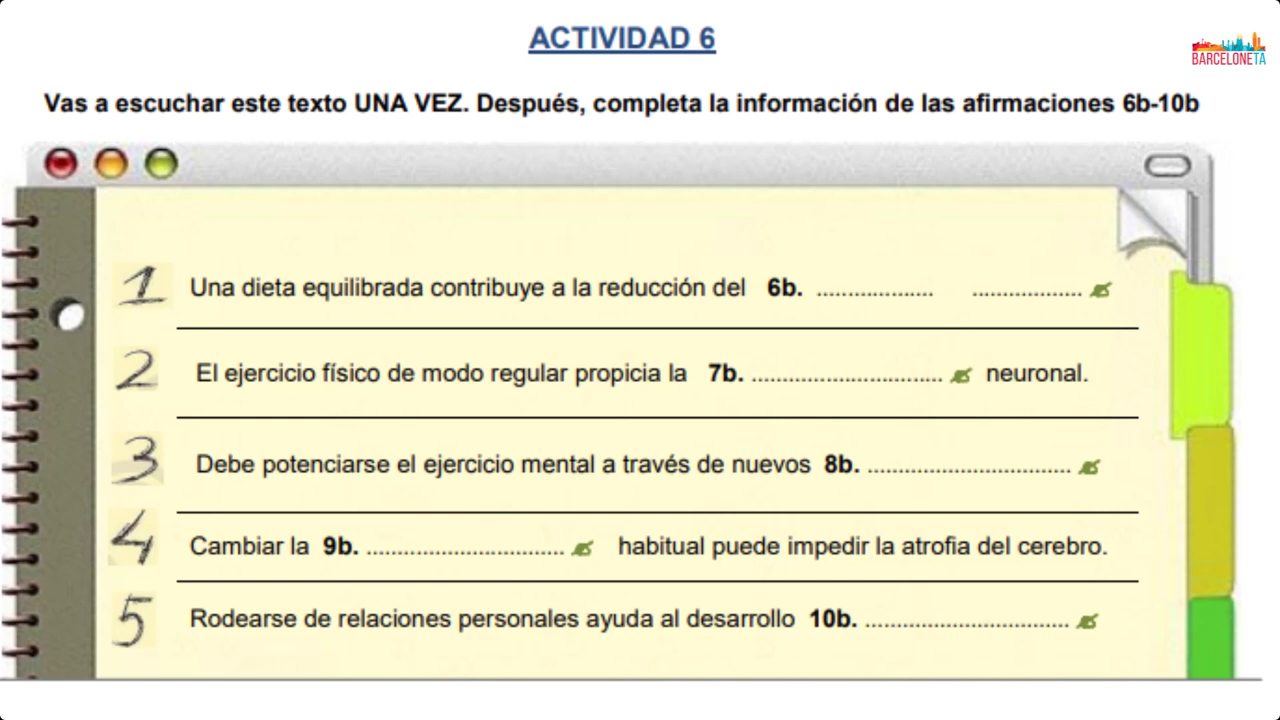 ACTIVIDAD 6
BARCELONETA
Vas a escuchar este texto UNA VEZ. Después, completa la información de las afirmaciones 6b-10b
1 Una dieta equilibrada contribuye a la reducción del 6b. ................... ..................
2 El ejercicio físico de modo regular propicia la 7b. ............................... neuronal.
3 Debe potenciarse el ejercicio mental a través de nuevos 8b. .................................
4 Cambiar la 9b. ................................ habitual puede impedir la atrofia del cerebro.
5 Rodearse de relaciones personales ayuda al desarrollo 10b. .................................